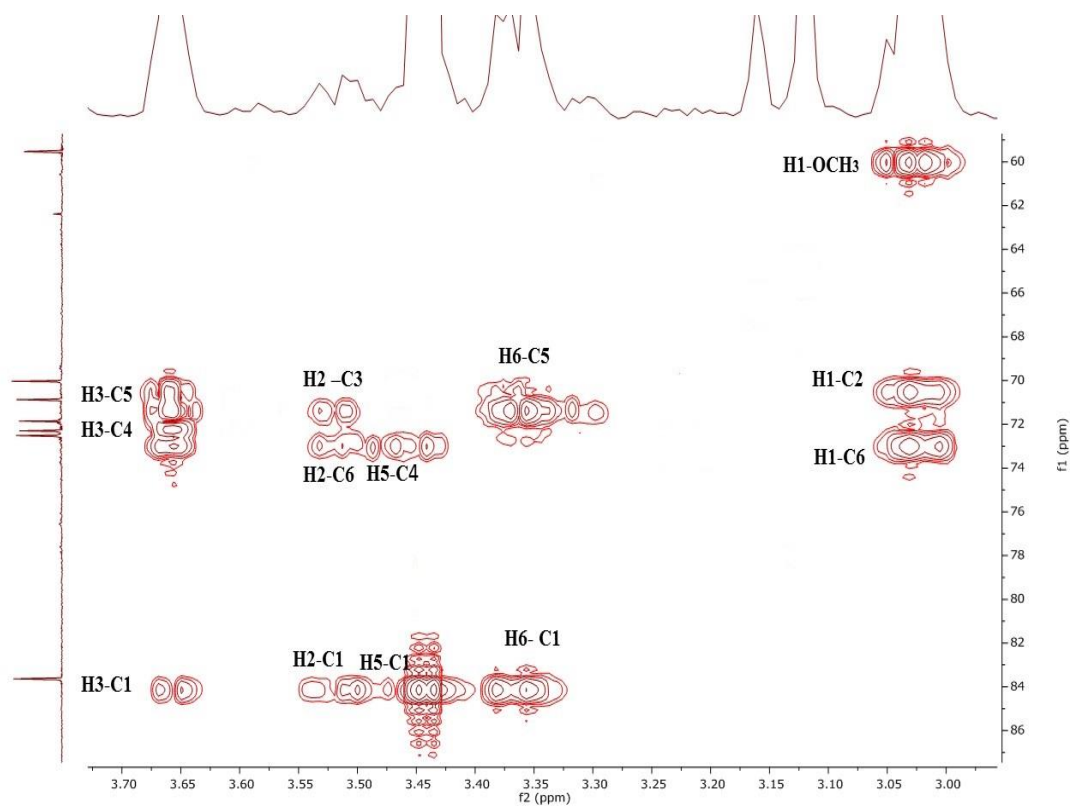 H1-OCH3
H3-C5
H2 –C3
H6-C5
H1-C2
H3-C4
H2-C6
H5-C4
H1-C6
H3-C1
H2-C1
H5-C1
H6- C1
60
62
64
66
68
70
72
74
76
78
80
82
84
86
f1 (ppm)
3.70 3.65 3.60 3.55 3.50 3.45 3.40 3.35 3.30 3.25 3.20 3.15 3.10 3.05 3.00
f2 (ppm)